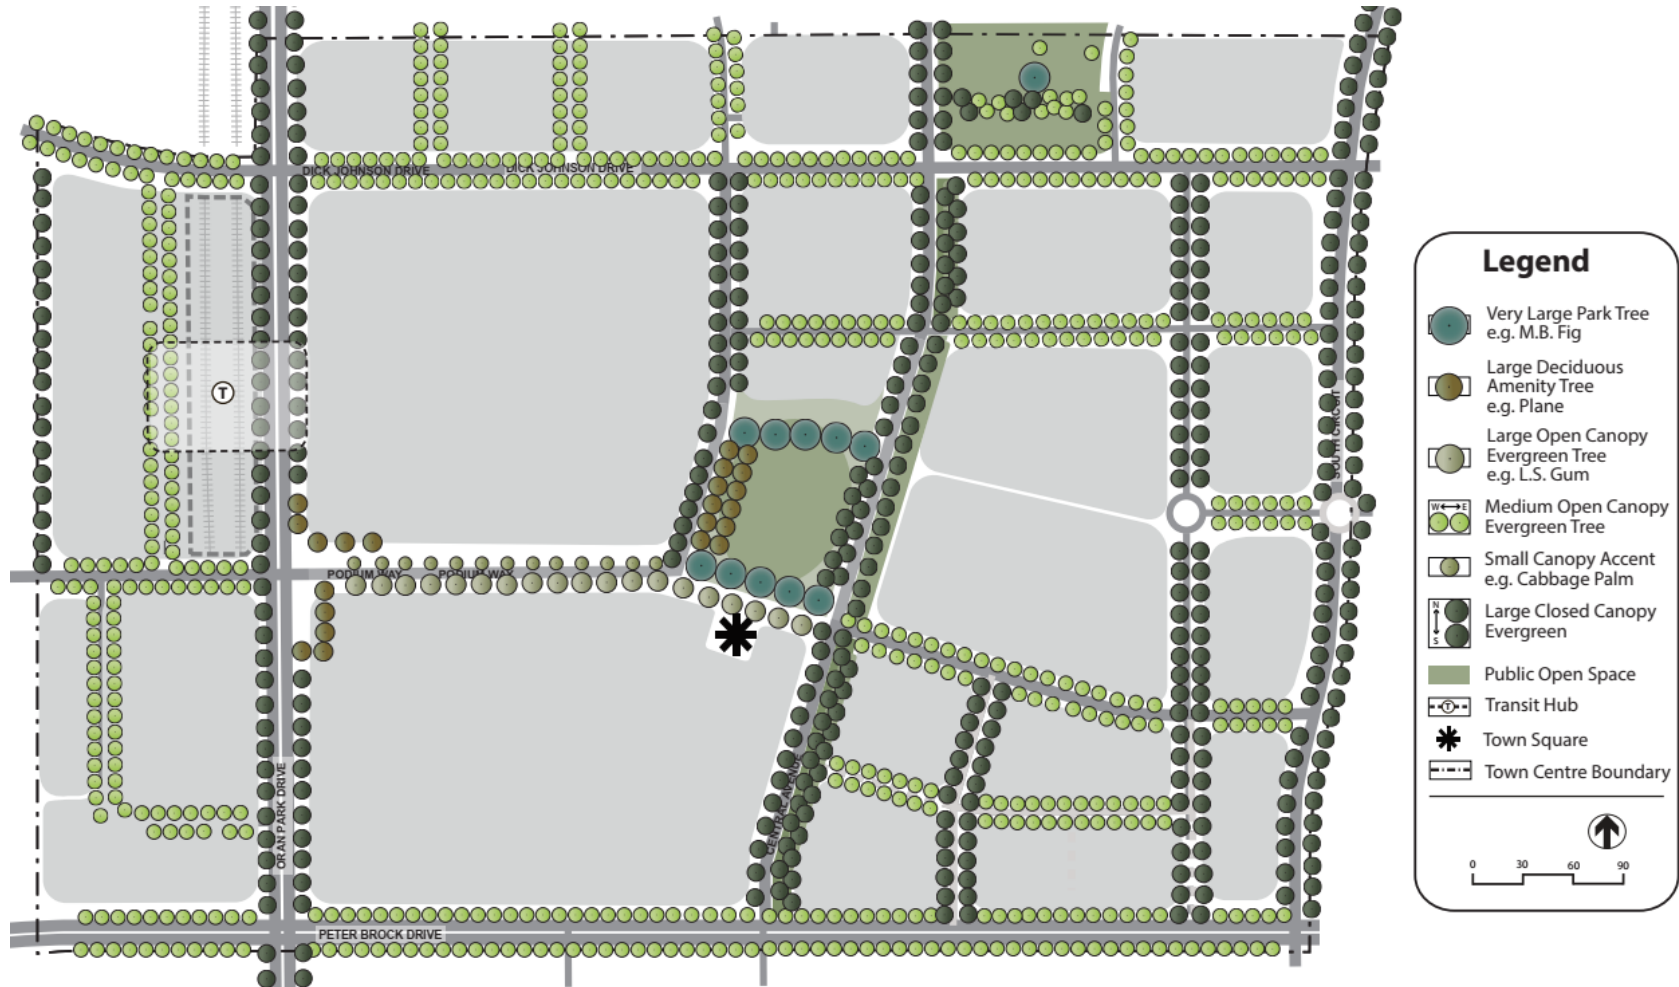 DICK JOHNSON DRIVE
DICK JOHNSON DRIVE
T
PODIUM WAY
PODIUM WAY
SOUTH CIRCUIT
ORAN PARK DRIVE
CENTRAL AVENUE
PETER BROCK DRIVE
Legend
Very Large Park Tree
e.g. M.B. Fig
Large Deciduous
Amenity Tree
e.g. Plane
Large Open Canopy
Evergreen Tree
e.g. L.S. Gum
W E
Medium Open Canopy
Evergreen Tree
Small Canopy Accent
e.g. Cabbage Palm
N
S
Large Closed Canopy
Evergreen
Public Open Space
T
Transit Hub
Town Square
Town Centre Boundary
0 30 60 90